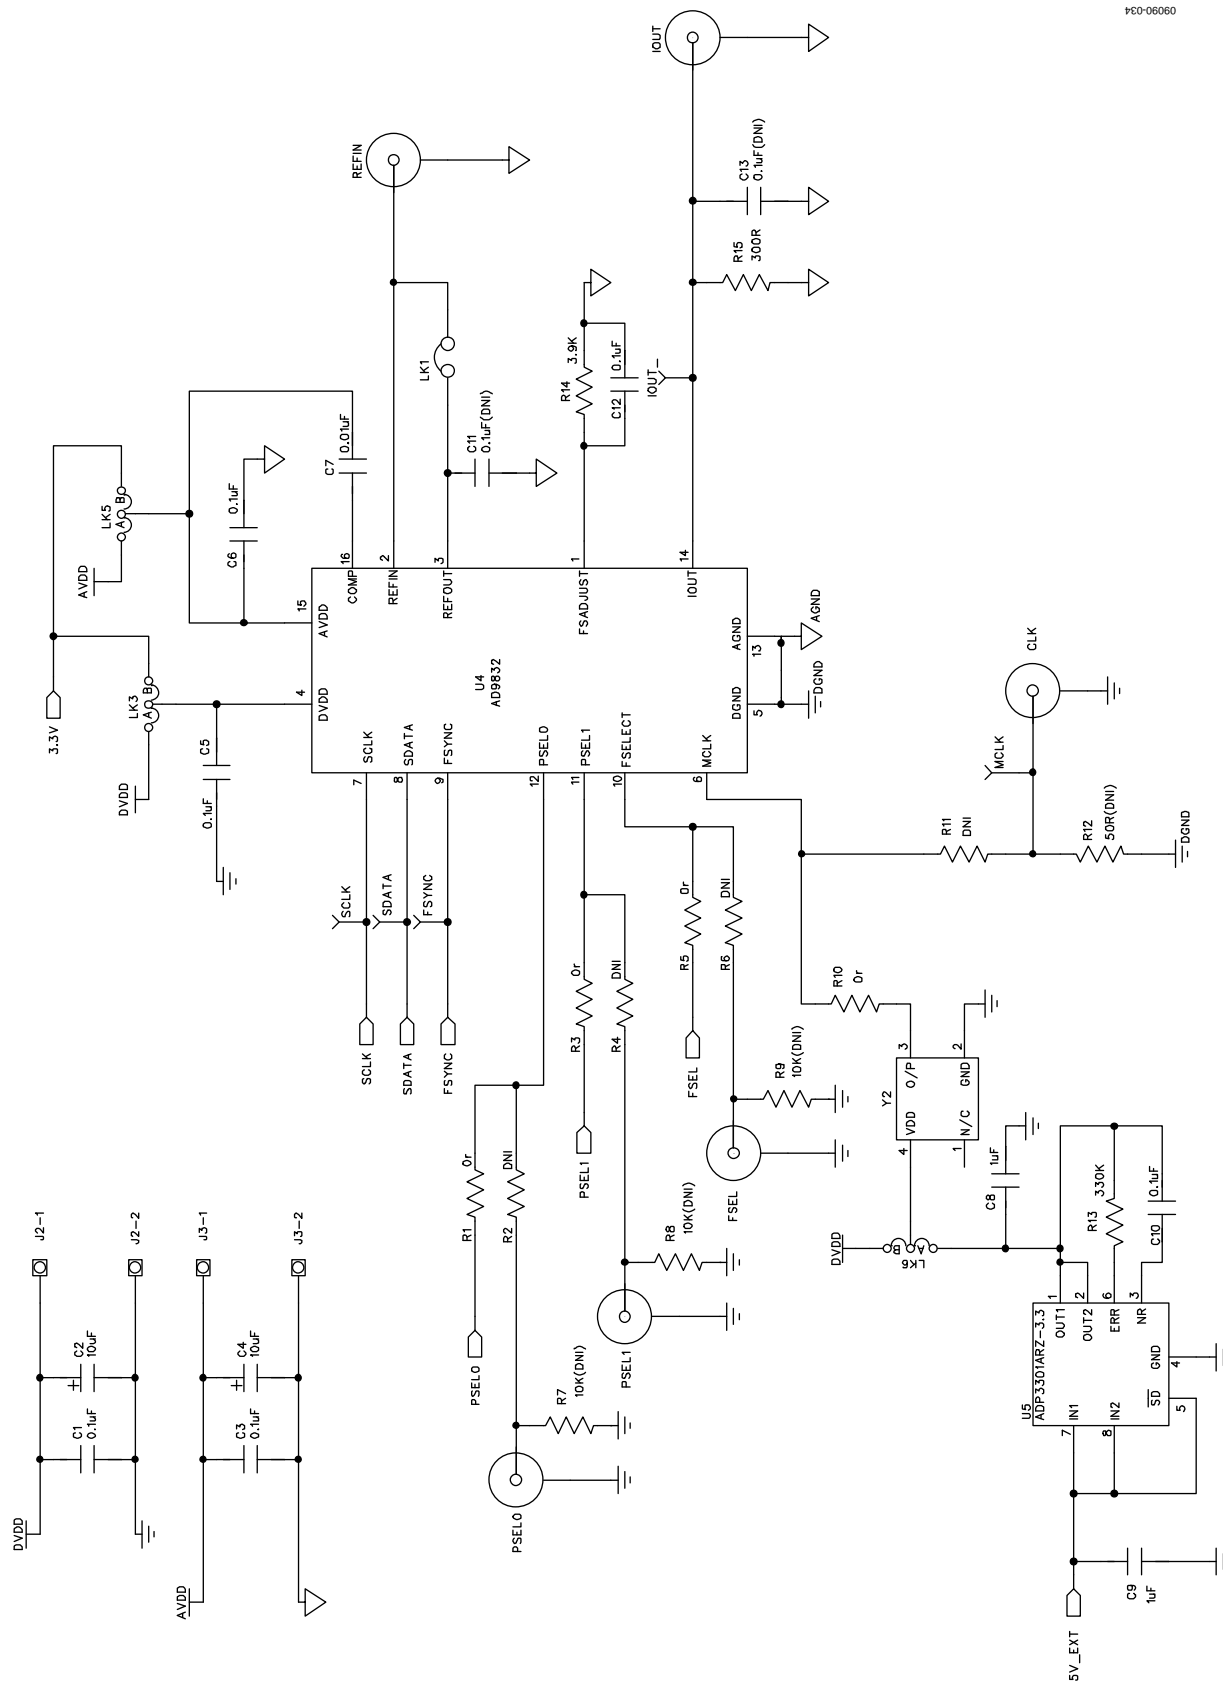 09090-034
IOUT
REFIN
C13
0.1uF(DNI)
R15
300R
LK1
3.9K
R14
0.1uF
C12
IOUT_
C11
0.1uF(DNI)
0.01uF
C7
LK5
A
B
AVDD
0.1uF
C6
3.3V
LK3
A
B
DVDD
C5
0.1uF
15
AVDD
4
DVDD
16
COMP
2
REFIN
3
REFOUT
1
FSADJUST
14
IOUT
U4
AD9832
SCLK
7
SDATA
8
FSYNC
9
PSEL0
12
PSEL1
11
FSELECT
10
MCLK
6
AGND
13
DGND
5
AGND
DGND
CLK
MCLK
R11
DNI
R12
50R(DNI)
DGND
SCLK
SDATA
FSYNC
SCLK
SDATA
FSYNC
0r
R1
DNI
R2
PSEL0
R7
10K(DNI)
PSEL0
0r
R3
DNI
R4
PSEL1
R8
10K(DNI)
PSEL1
0r
R5
DNI
R6
FSEL
R9
10K(DNI)
FSEL
R10
0r
Y2
3
O/P
2
GND
4
VDD
1
N/C
DVDD
B
A
LK6
C8
1uF
R13
330K
0.1uF
C10
U5
ADP3301ARZ-3.3
1
OUT1
2
OUT2
6
ERR
3
NR
7
IN1
8
IN2
GND
4
SD
5
C9
1uF
5V_EXT
J2-1
J2-2
J3-1
J3-2
C2
10uF
+
C1
0.1uF
C4
10uF
+
C3
0.1uF
DVDD
AVDD